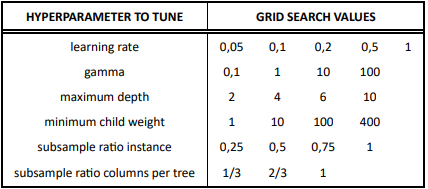 HYPERPARAMETER TO TUNE GRID SEARCH VALUES
learning rate 0,05 0,1 0,2 0,5 1
gamma 0,1 1 10 100
maximum depth 2 4 6 10
minimum child weight 1 10 100 400
subsample ratio instance 0,25 0,5 0,75 1
subsample ratio columns per tree 1/3 2/3 1